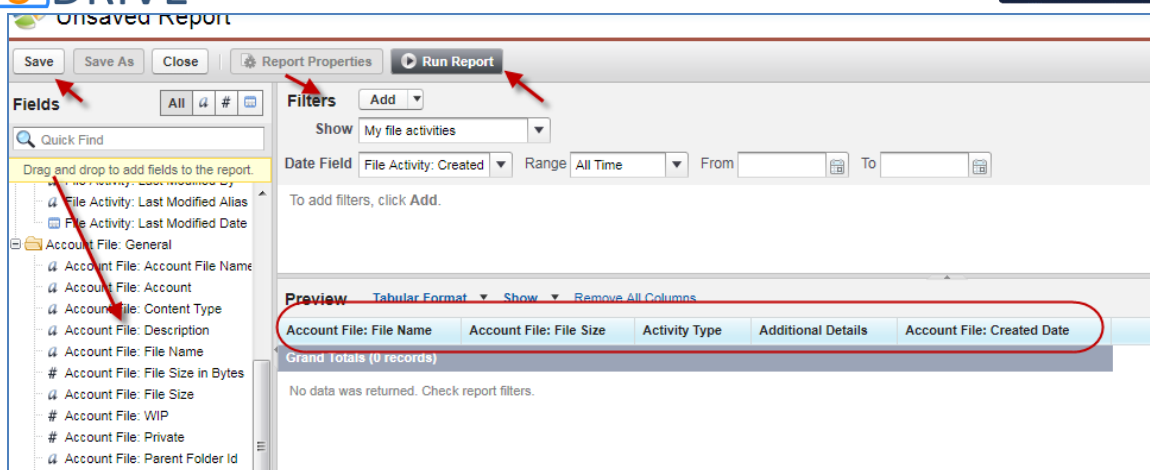 DRIVE
Unsaved Report
Save Save As Close Report Properties Run Report
Fields All a #
Quick Find
Drag and drop to add fields to the report.
File Activity: Last Modified By
a File Activity: Last Modified Alias
File Activity: Last Modified Date
Account File: General
a Account File: Account File Name
a Account File: Account
a Account File: Content Type
a Account File: Description
a Account File: File Name
# Account File: File Size in Bytes
a Account File: File Size
# Account File: WIP
# Account File: Private
a Account File: Parent Folder Id
Filters Add
Show My file activities
Date Field File Activity: Created Range All Time From To
To add filters, click Add.
Preview Tabular Format Show Remove All Columns
Account File: File Name Account File: File Size Activity Type Additional Details Account File: Created Date
Grand Totals (0 records)
No data was returned. Check report filters.